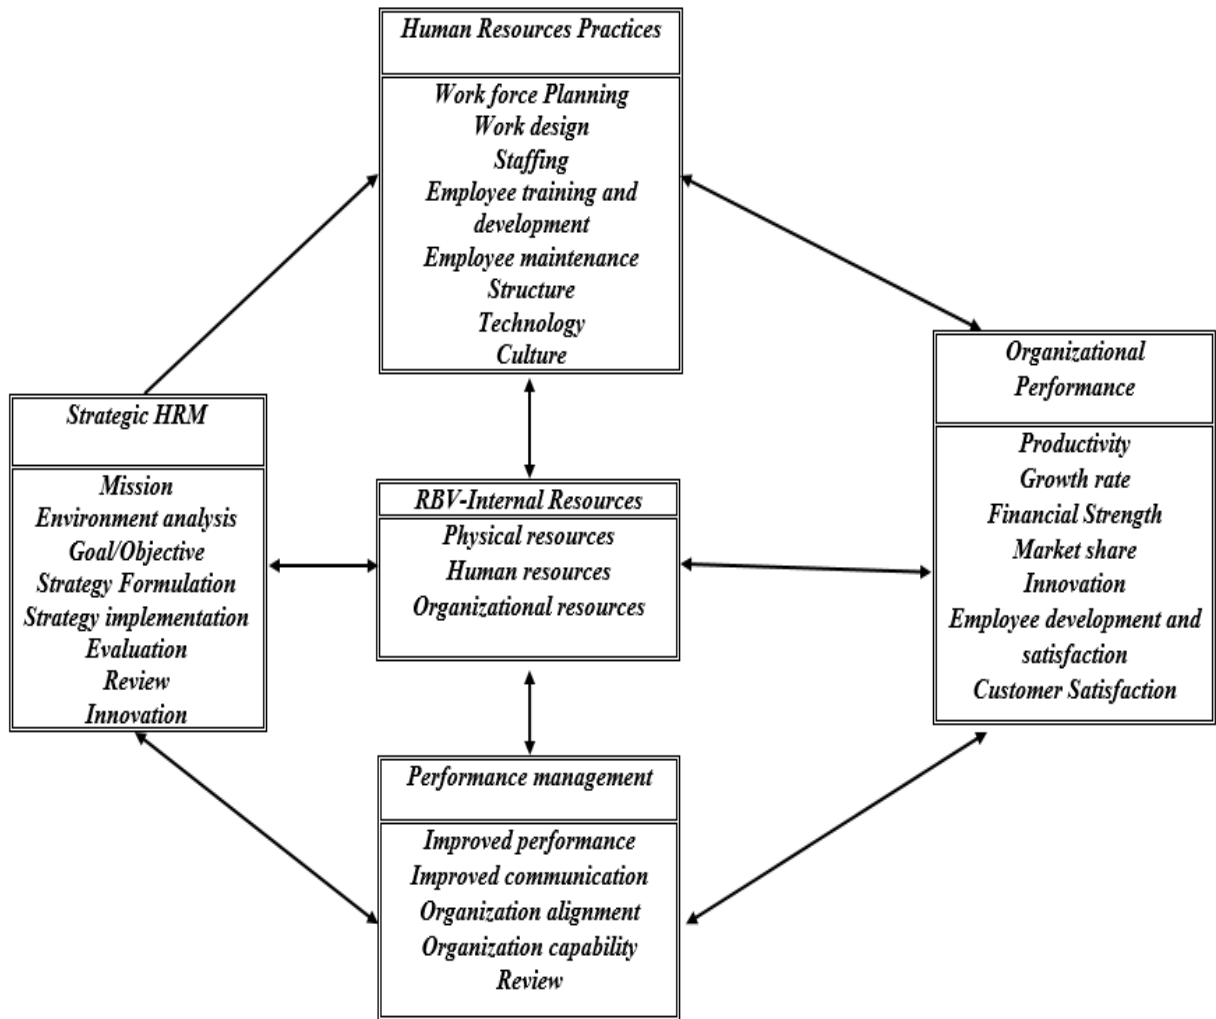 Human Resources Practices
Work force Planning
Work design
Staffing
Employee training and
development
Employee maintenance
Structure
Technology
Culture
Strategic HRM
Mission
Environment analysis
Goal/Objective
Strategy Formulation
Strategy implementation
Evaluation
Review
Innovation
RBV-Internal Resources
Physical resources
Human resources
Organizational resources
Organizational
Performance
Productivity
Growth rate
Financial Strength
Market share
Innovation
Employee development and
satisfaction
Customer Satisfaction
Performance management
Improved performance
Improved communication
Organization alignment
Organization capability
Review